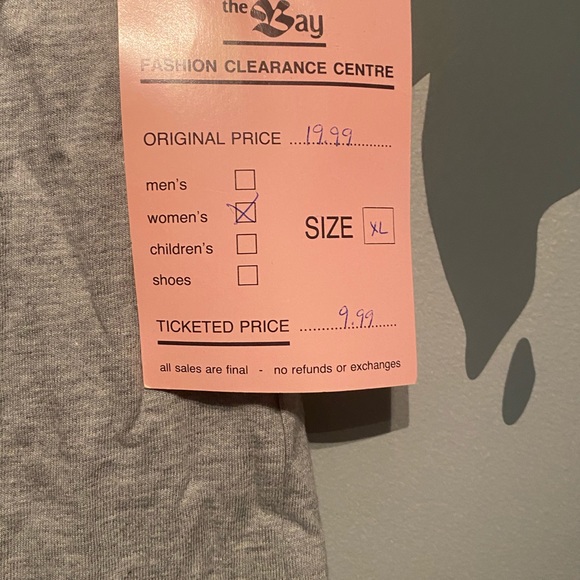 the Bay
FASHION CLEARANCE CENTRE
ORIGINAL PRICE ..... 19.99 .....
men's
women's
children's
shoes
SIZE XL
TICKETED PRICE ..... 9.99 .....
all sales are final - no refunds or exchanges